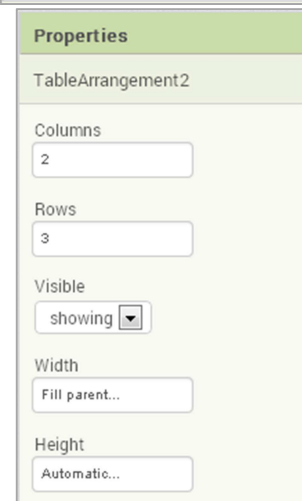 Properties
TableArrangement2
Columns
2
Rows
3
Visible
showing
Width
Fill parent...
Height
Automatic...